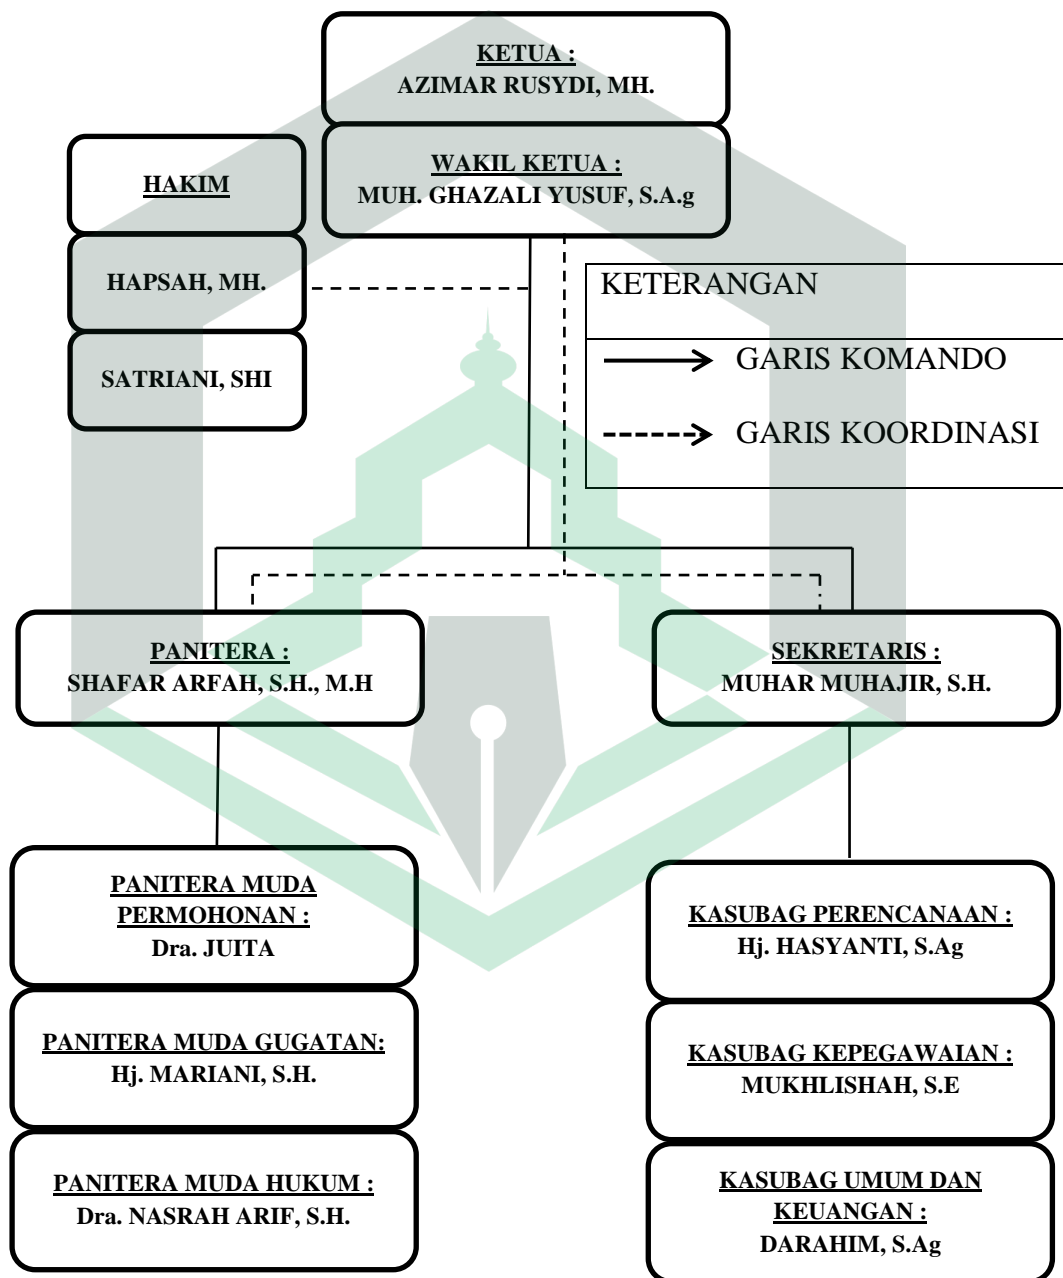 KETUA :
AZIMAR RUSYDI, MH.
WAKIL KETUA :
MUH. GHAZALI YUSUF, S.A.g
HAKIM
HAPSAH, MH.
SATRIANI, SHI
KETERANGAN
GARIS KOMANDO
GARIS KOORDINASI
PANITERA :
SHAFAR ARFAH, S.H., M.H
SEKRETARIS :
MUHAR MUHAJIR, S.H.
PANITERA MUDA
PERMOHONAN :
Dra. JUITA
PANITERA MUDA GUGATAN:
Hj. MARIANI, S.H.
PANITERA MUDA HUKUM :
Dra. NASRAH ARIF, S.H.
KASUBAG PERENCANAAN :
Hj. HASYANTI, S.Ag
KASUBAG KEPEGAWAIAN :
MUKHLISHAH, S.E
KASUBAG UMUM DAN
KEUANGAN :
DARAHIM, S.Ag